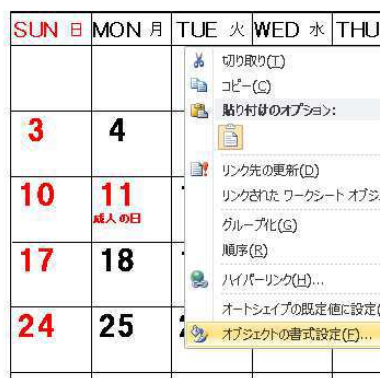 SUN 日 MON 月 TUE 火 WED 水 THU
切り取り(T)
コピー(C)
貼り付けのオプション:
3 4
リンク先の更新(D)
10 11
成人の日
リンクされた ワークシート オブジ
グループ化(G)
順序(R)
17 18
ハイパーリンク(H)...
オートシェイプの既定値に設定(
24 25
オブジェクトの書式設定(F)...